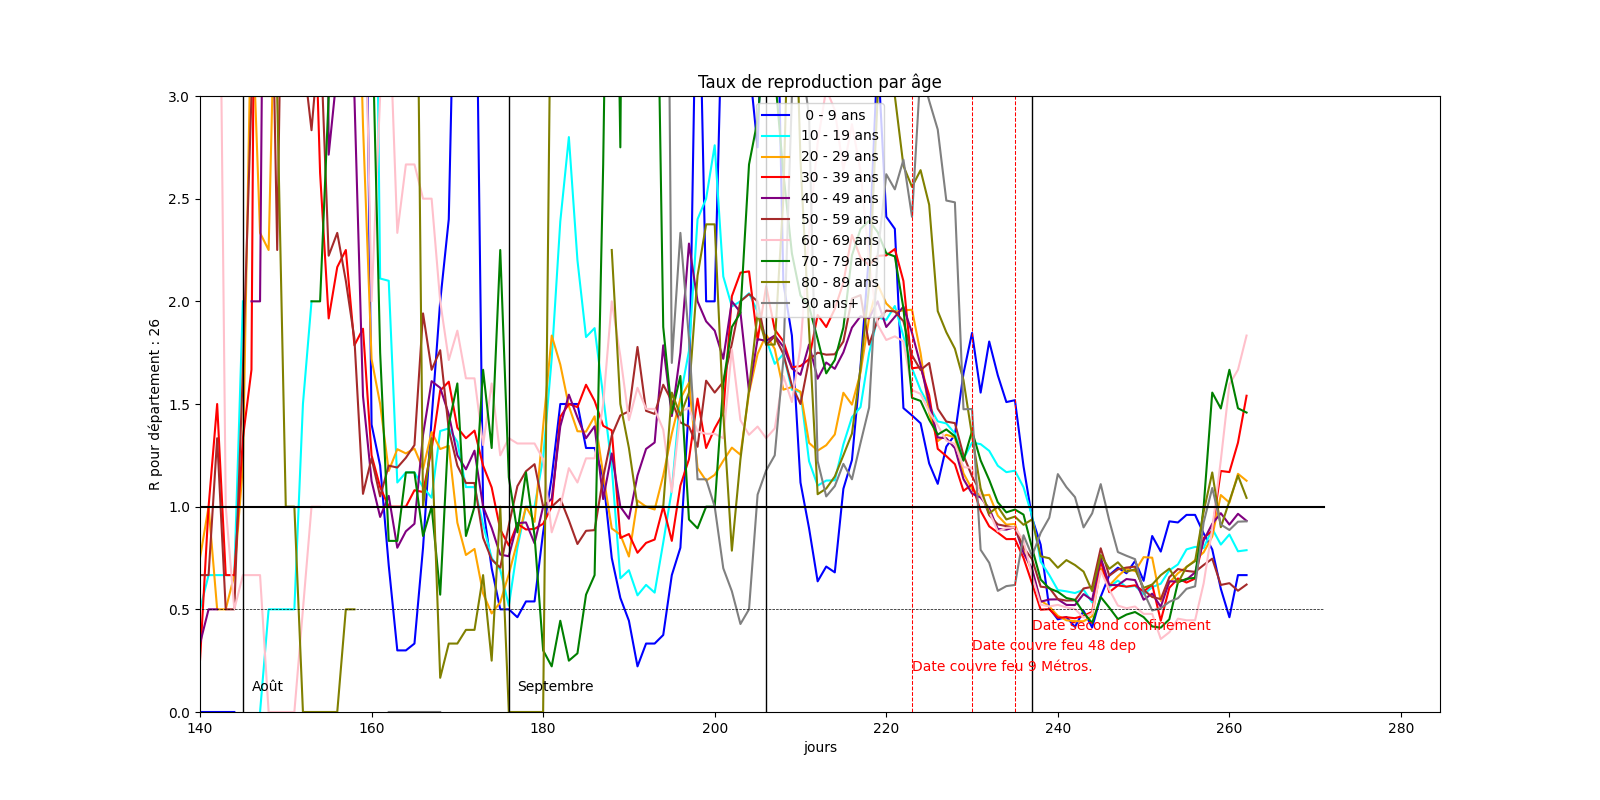 Taux de reproduction par âge
3.0
2.5
2.0
1.5
1.0
0.5
0.0
R pour département : 26
0 - 9 ans
10 - 19 ans
20 - 29 ans
30 - 39 ans
40 - 49 ans
50 - 59 ans
60 - 69 ans
70 - 79 ans
80 - 89 ans
90 ans+
Date second confinement
Date couvre feu 48 dep
Date couvre feu 9 Métros.
Août
Septembre
140
160
180
200
220
240
260
280
jours